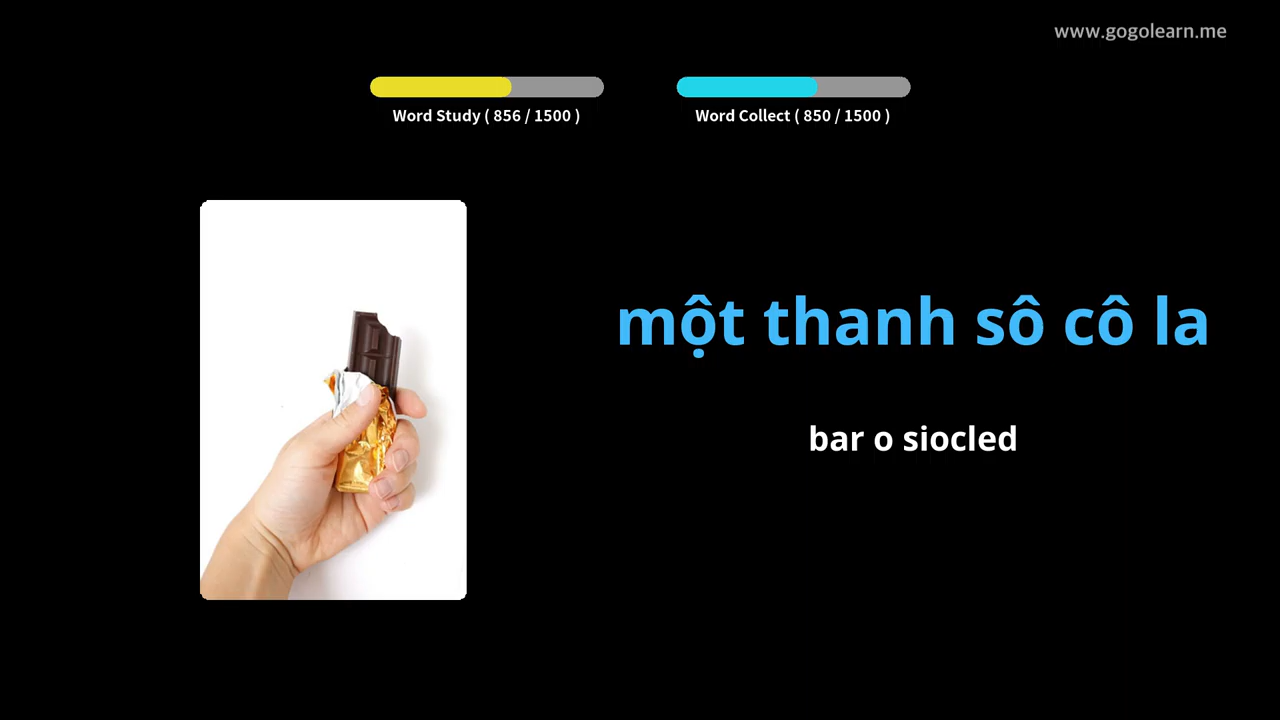 www.gogolearn.me
Word Study ( 856 / 1500 )
Word Collect ( 850 / 1500 )
một thanh sô cô la
bar o siocled